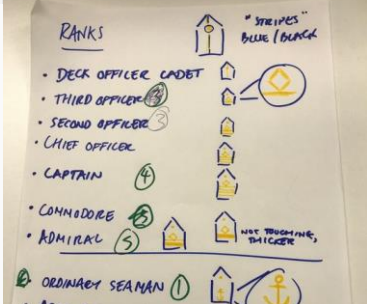 RANKS
"STRIPES"
BLUE/BLACK
• DECK OFFICER CADET
• THIRD OFFICER
• SECOND OFFICER 3
• CHIEF OFFICER
• CAPTAIN 4
• COMMODORE
• ADMIRAL 5
NOT TOUCHING,
THICKER
ORDINARY SEAMAN 1